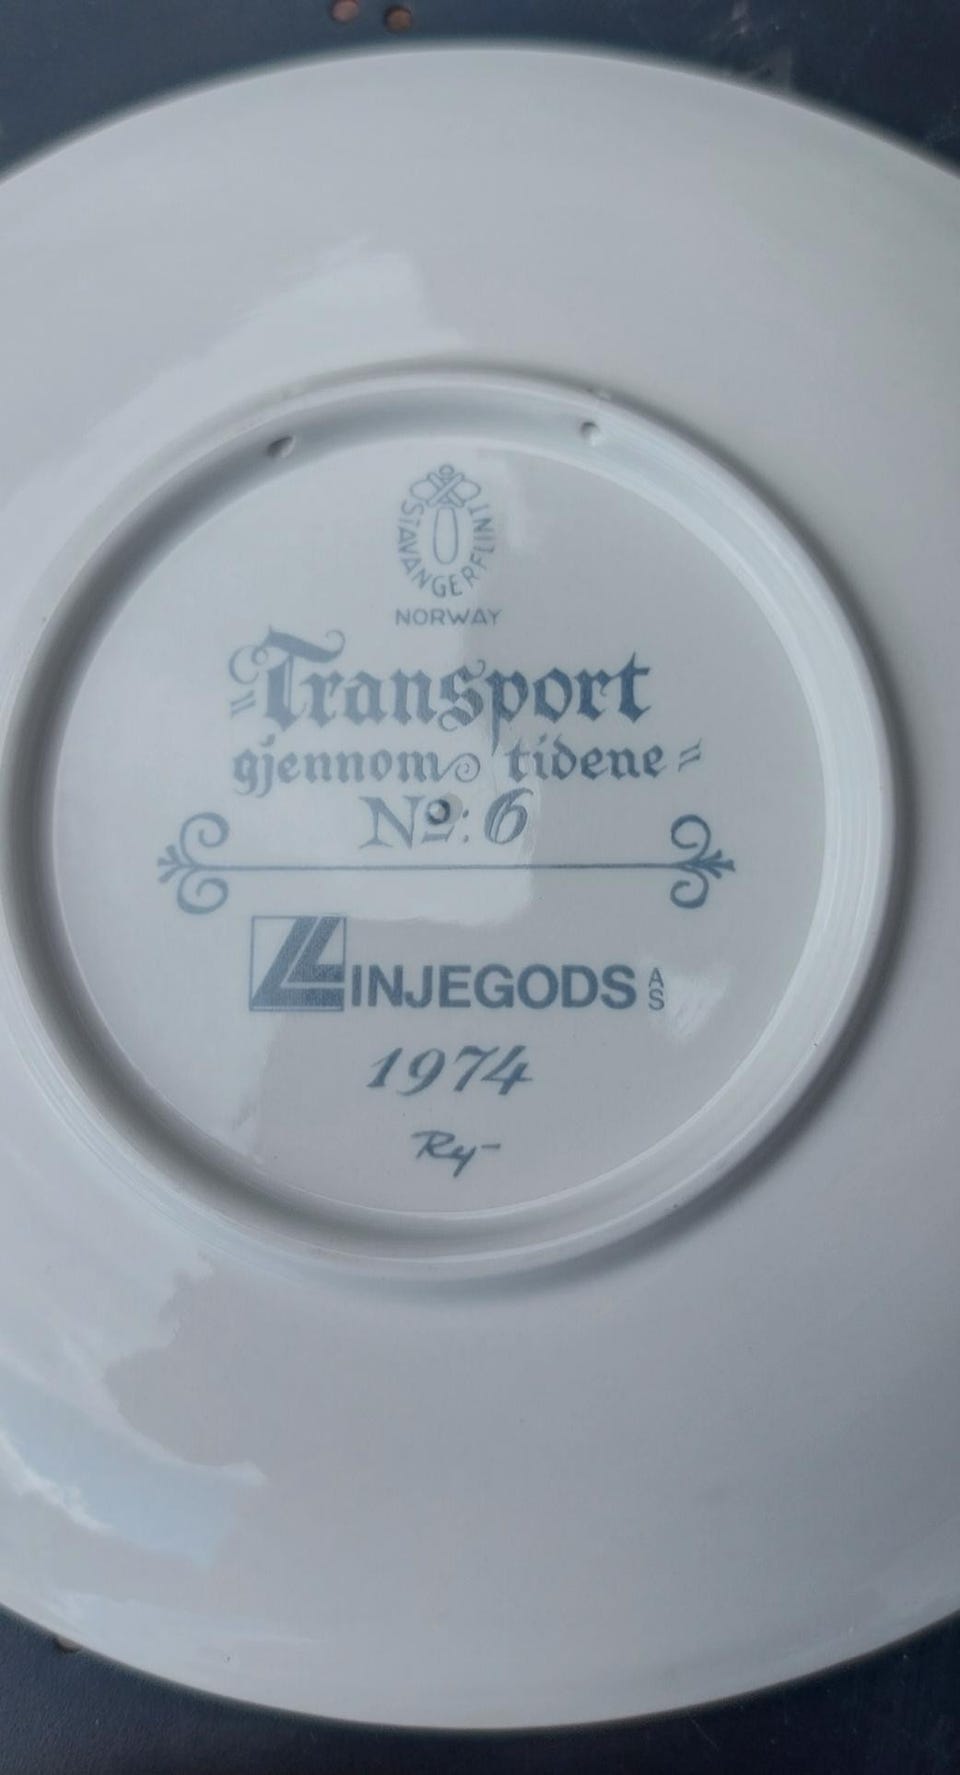 STAVANGERFLINT
NORWAY
"Transport
gjennom tidene"
No: 6
LINJEGODS AS
1974
Ry-